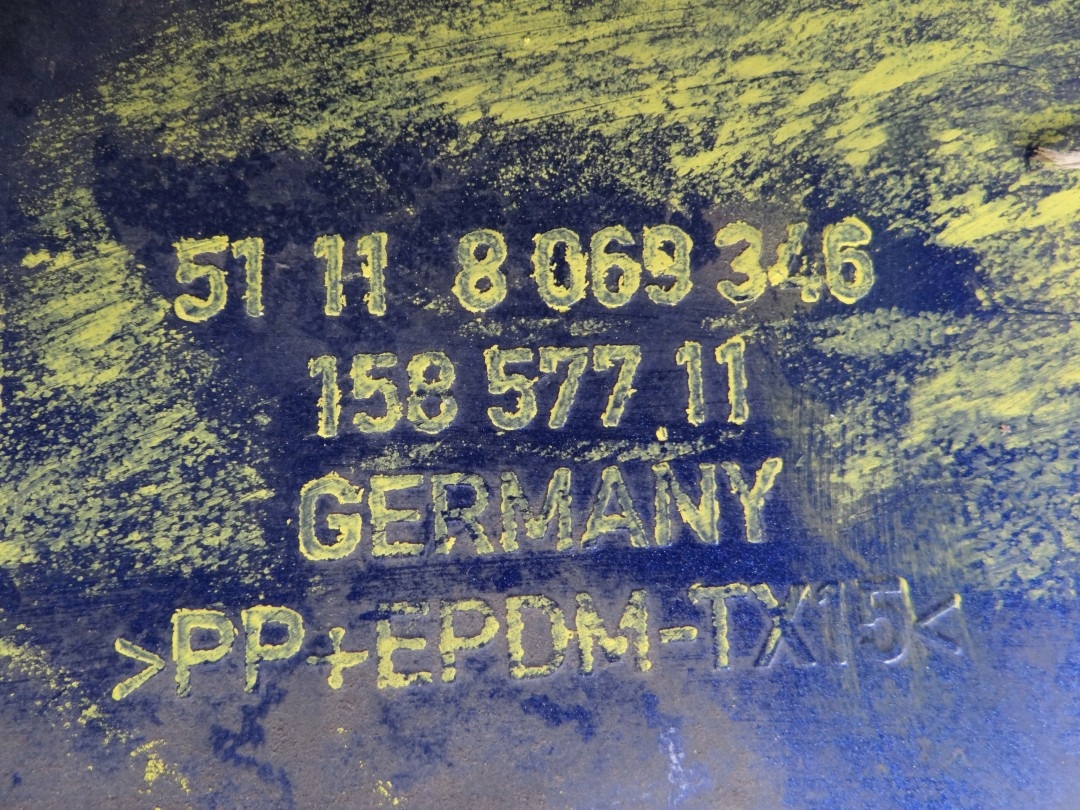 51 11 8 069 346
158 577 11
GERMANY
>PP+EPDM-TX15<